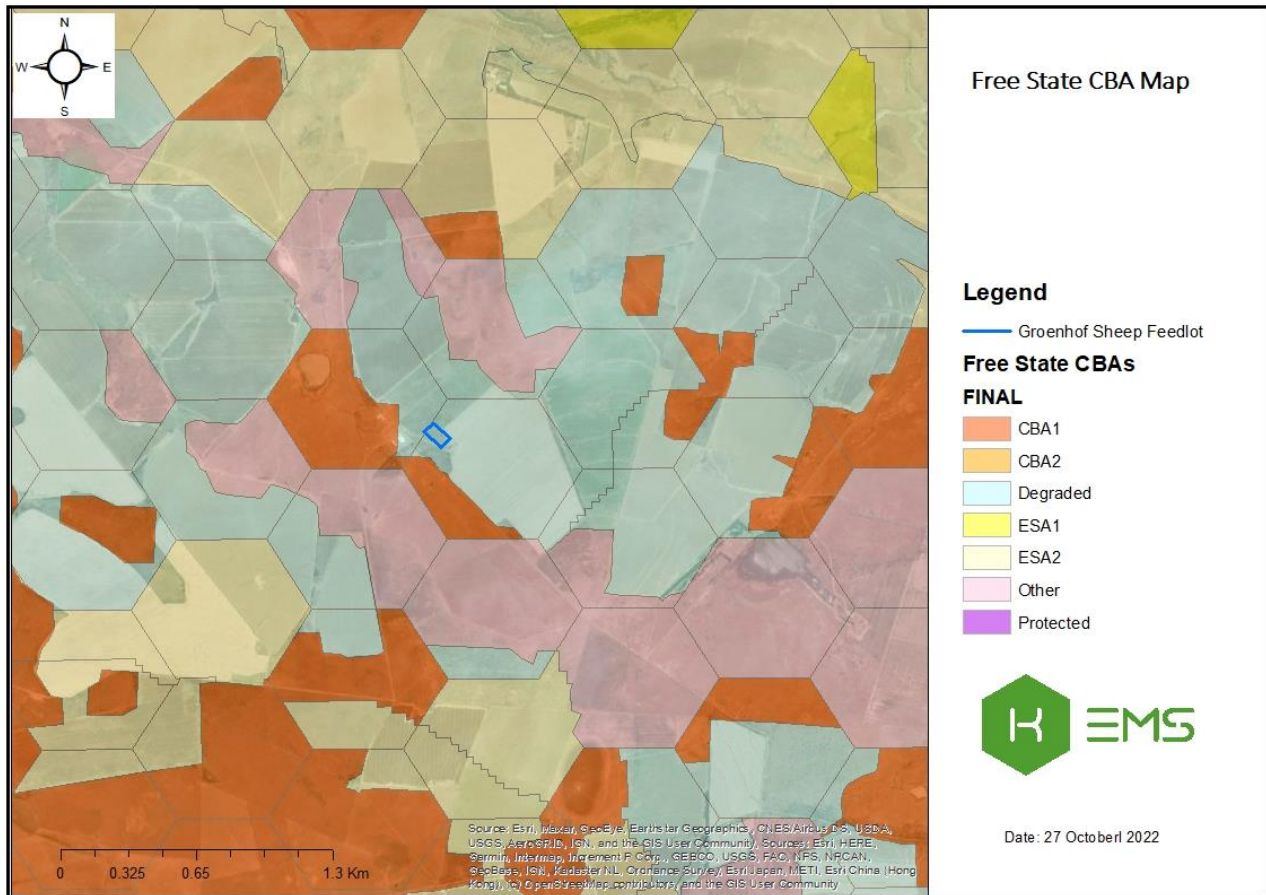 N
W E
S
Free State CBA Map
Legend
Groenhof Sheep Feedlot
Free State CBAs
FINAL
CBA1
CBA2
Degraded
ESA1
ESA2
Other
Protected
K EMS
Date: 27 Octoberl 2022
Source: Esri, Maxar, GeoEye, Earthstar Geographics, CNES/Airbus DS, USDA,
USGS, AeroGRID, IGN, and the GIS User Community, Sources: Esri, HERE,
Garmin, Intermap, increment P Corp., GEBCO, USGS, FAO, NPS, NRCAN,
GeoBase, IGN, Kadaster NL, Ordnance Survey, Esri Japan, METI, Esri China (Hong
Kong), (c) OpenStreetMap contributors, and the GIS User Community
0 0.325 0.65 1.3 Km